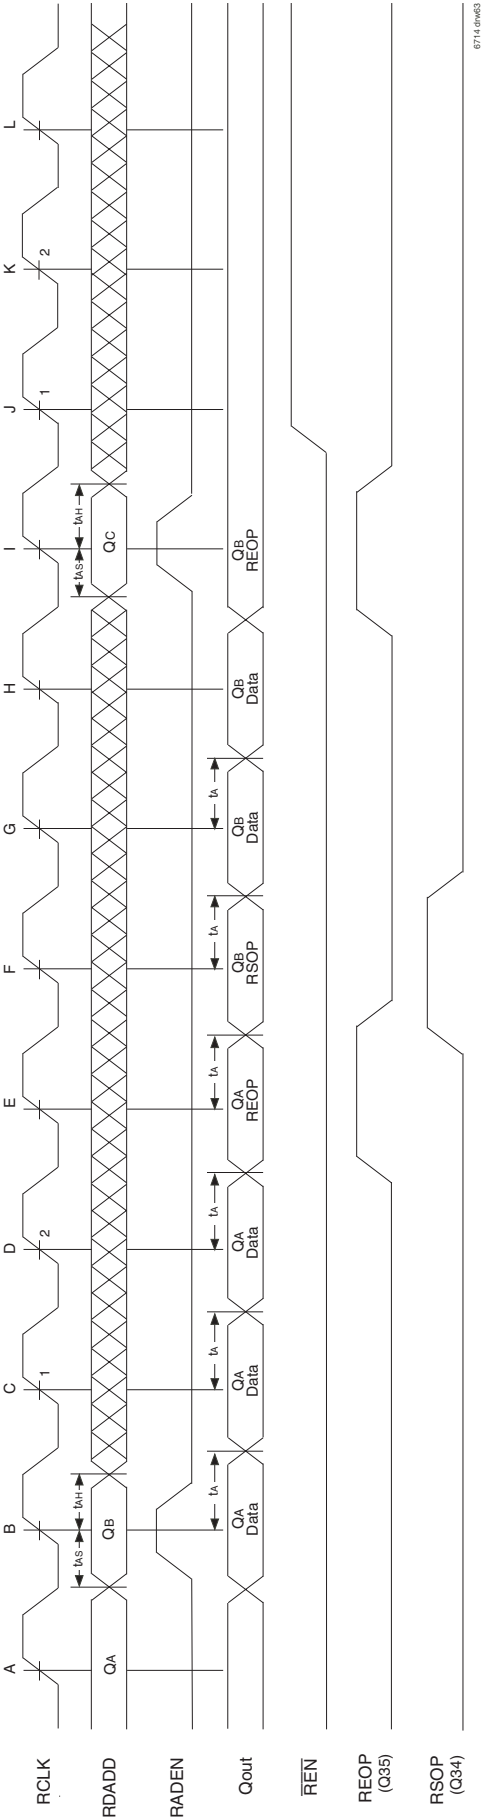 A B C D E F G H I J K L
RCLK 1 2 1 2
tAS tAH tAS tAH
RDADD QA QB QC
RADEN
tA tA tA tA tA tA
Qout QA Data QA Data QA Data QA REOP QB RSOP QB Data QB Data QB REOP
REN
REOP
(Q35)
RSOP
(Q34)
6714 drw63